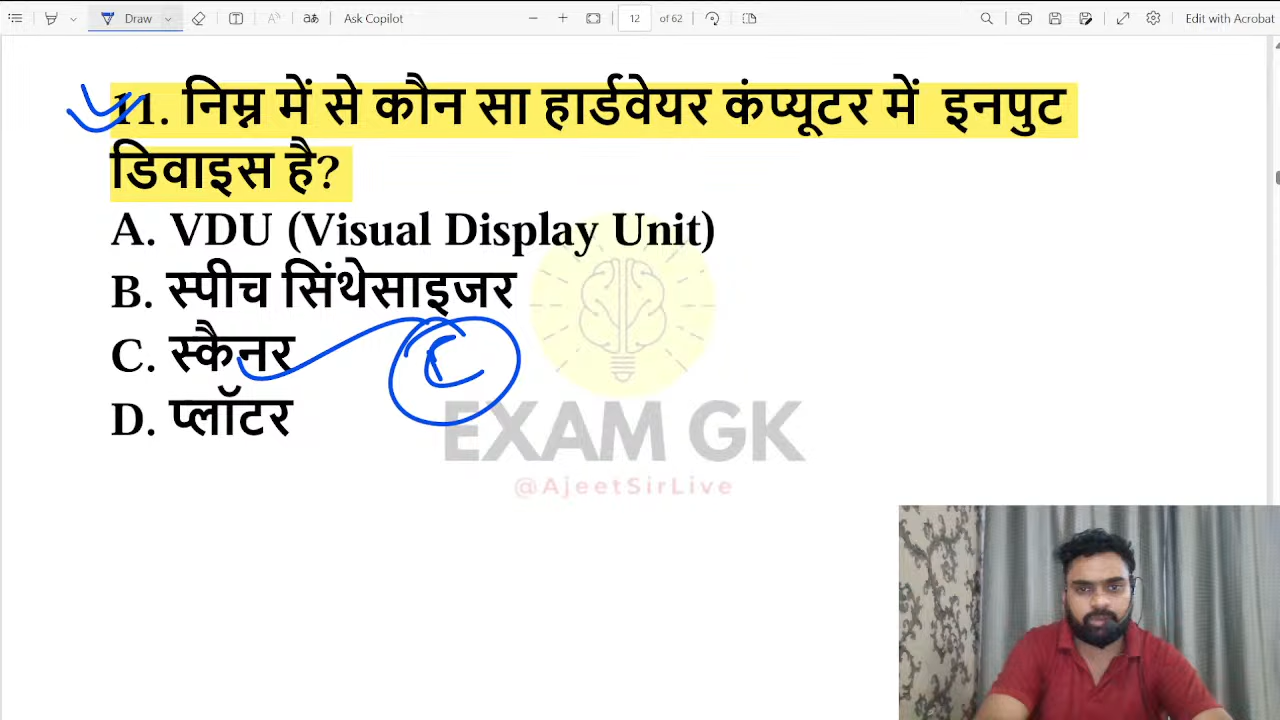 Draw
Ask Copilot
12 of 62
Edit with Acrobat
11. निम्न में से कौन सा हार्डवेयर कंप्यूटर में इनपुट
डिवाइस है?
A. VDU (Visual Display Unit)
B. स्पीच सिंथेसाइजर
C. स्कैनर
C
D. प्लॉटर
EXAM GK
@AjeetSirLive